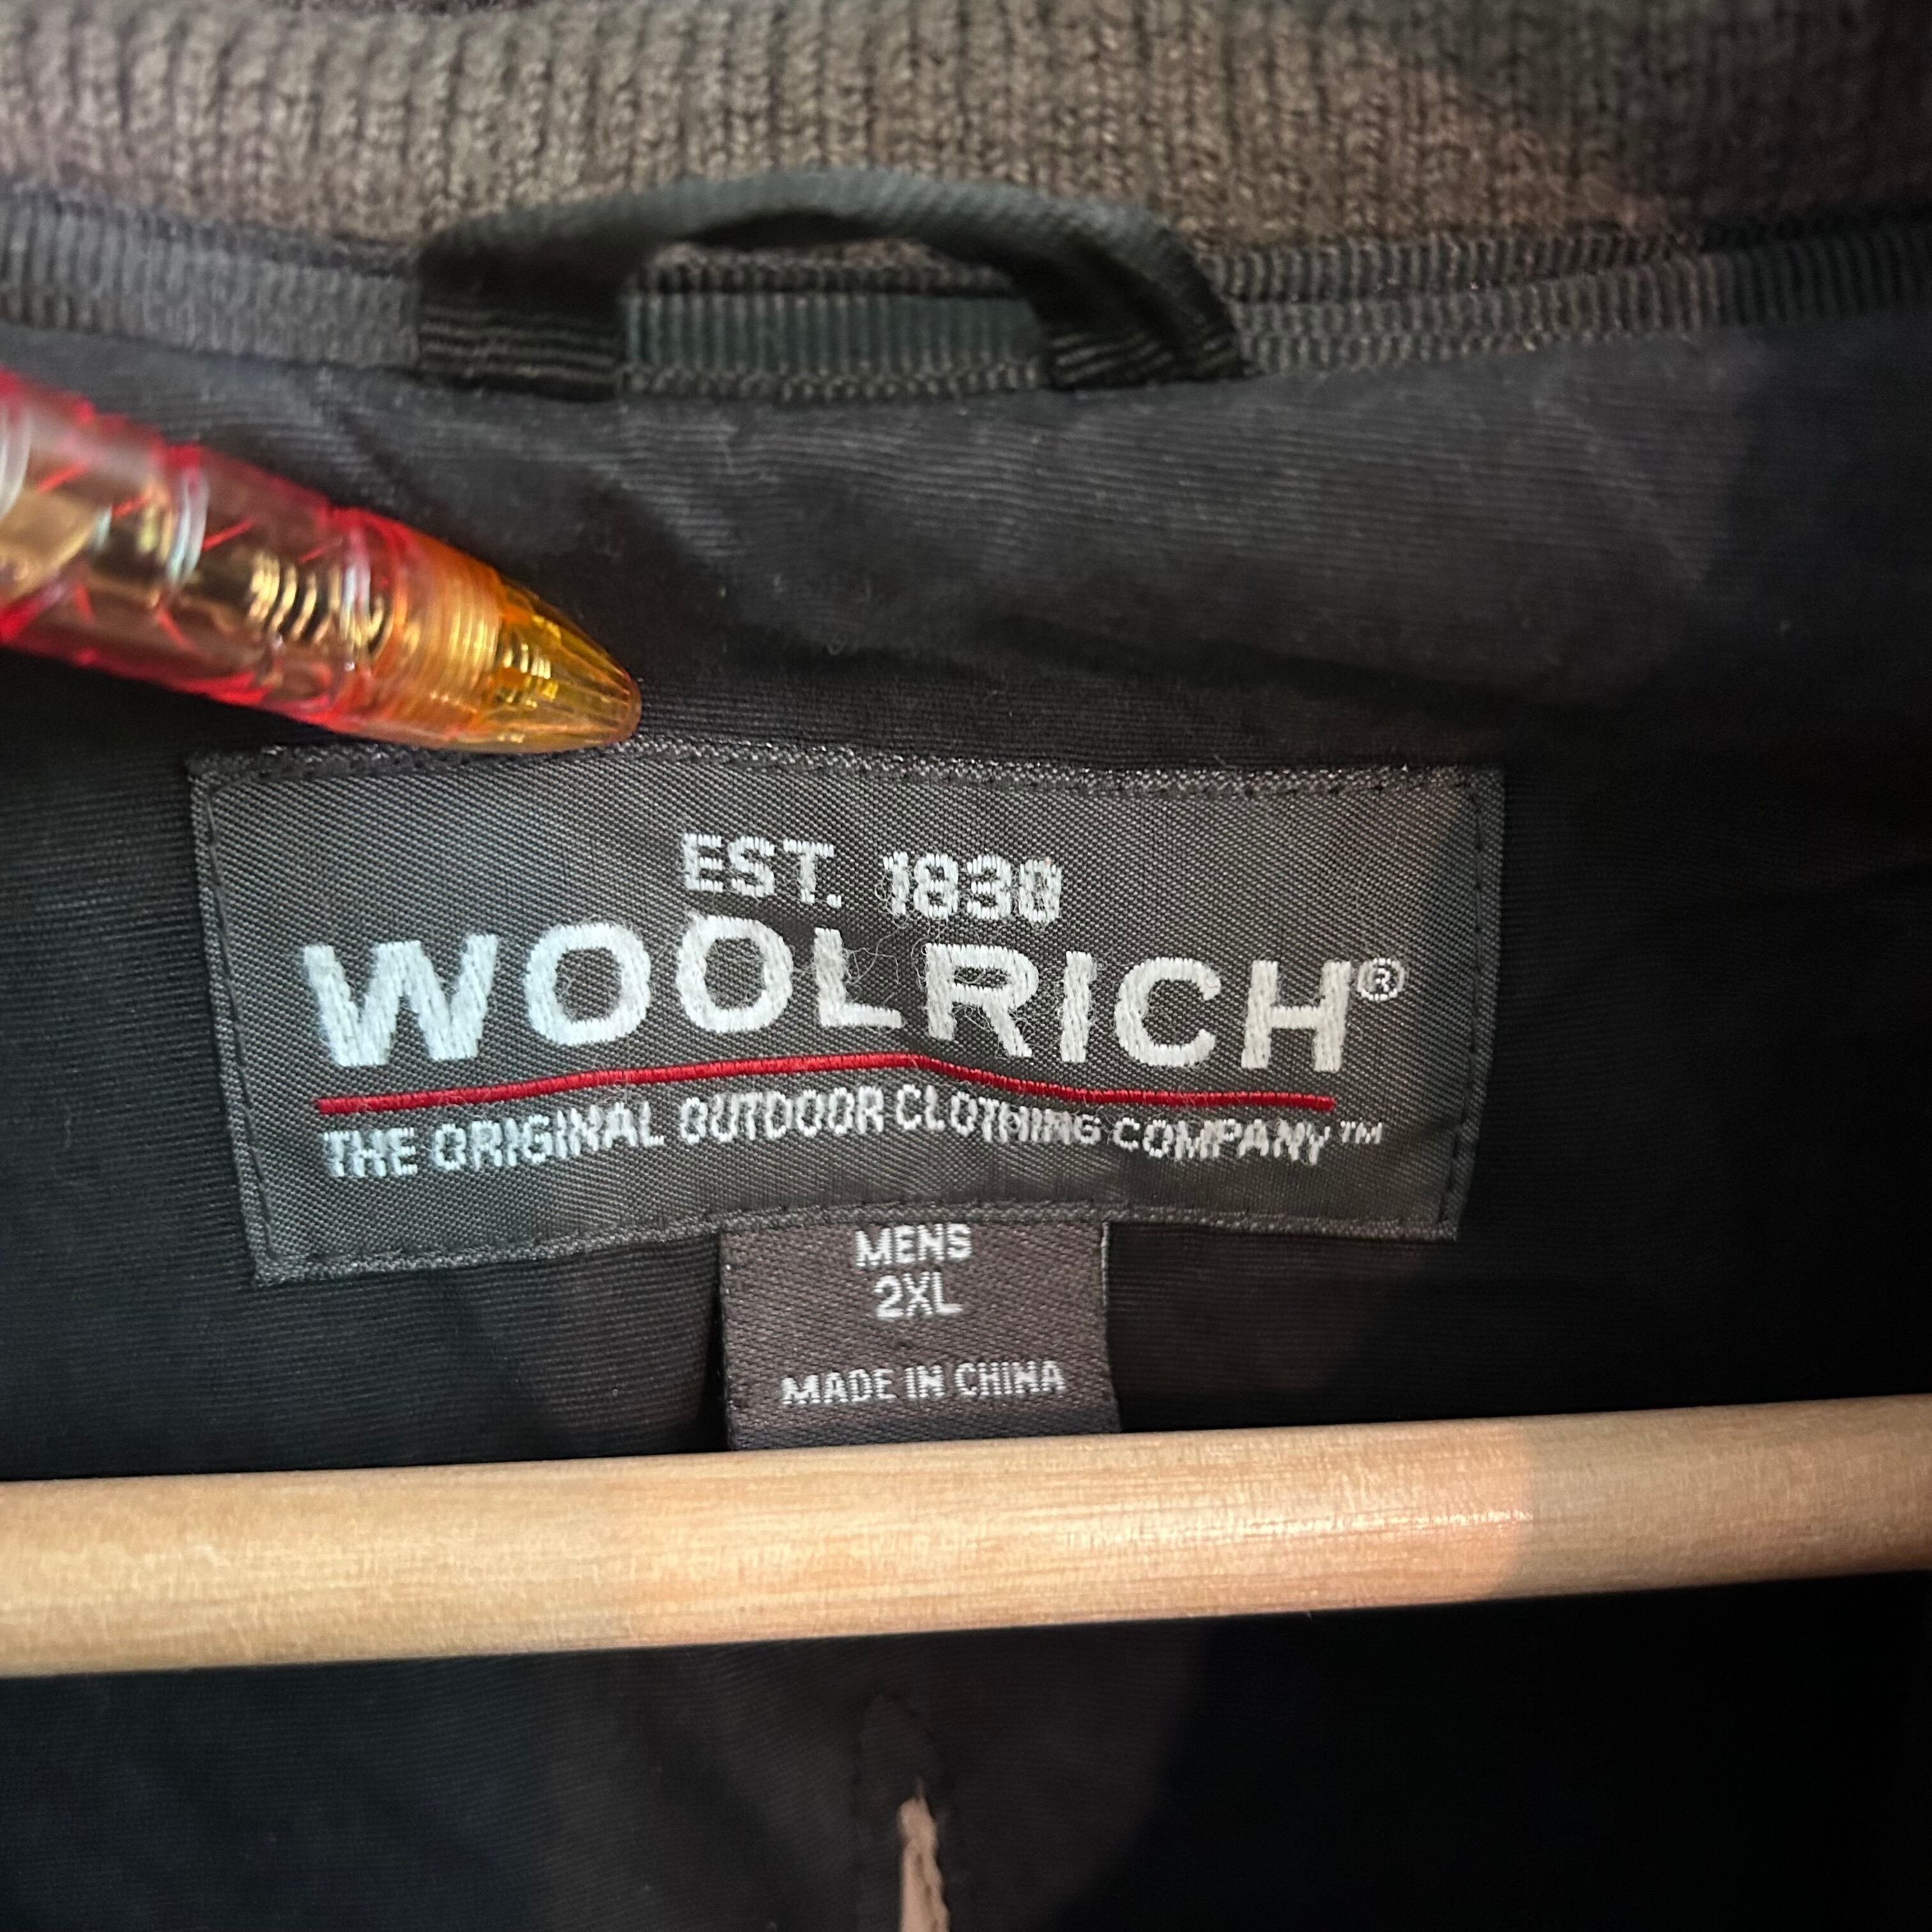 EST. 1830
WOOLRICH®
THE ORIGINAL OUTDOOR CLOTHING COMPANY™
MENS
2XL
MADE IN CHINA